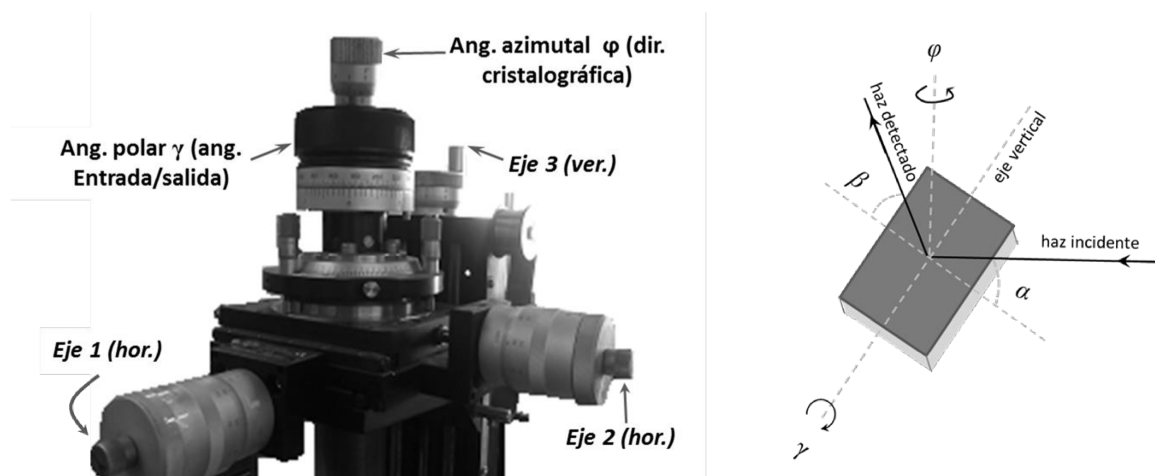 Ang. azimutal φ (dir.
cristalográfica)
Ang. polar γ (ang.
Entrada/salida)
Eje 3 (ver.)
Eje 1 (hor.)
Eje 2 (hor.)
φ
haz detectado
eje vertical
β
haz incidente
α
γ